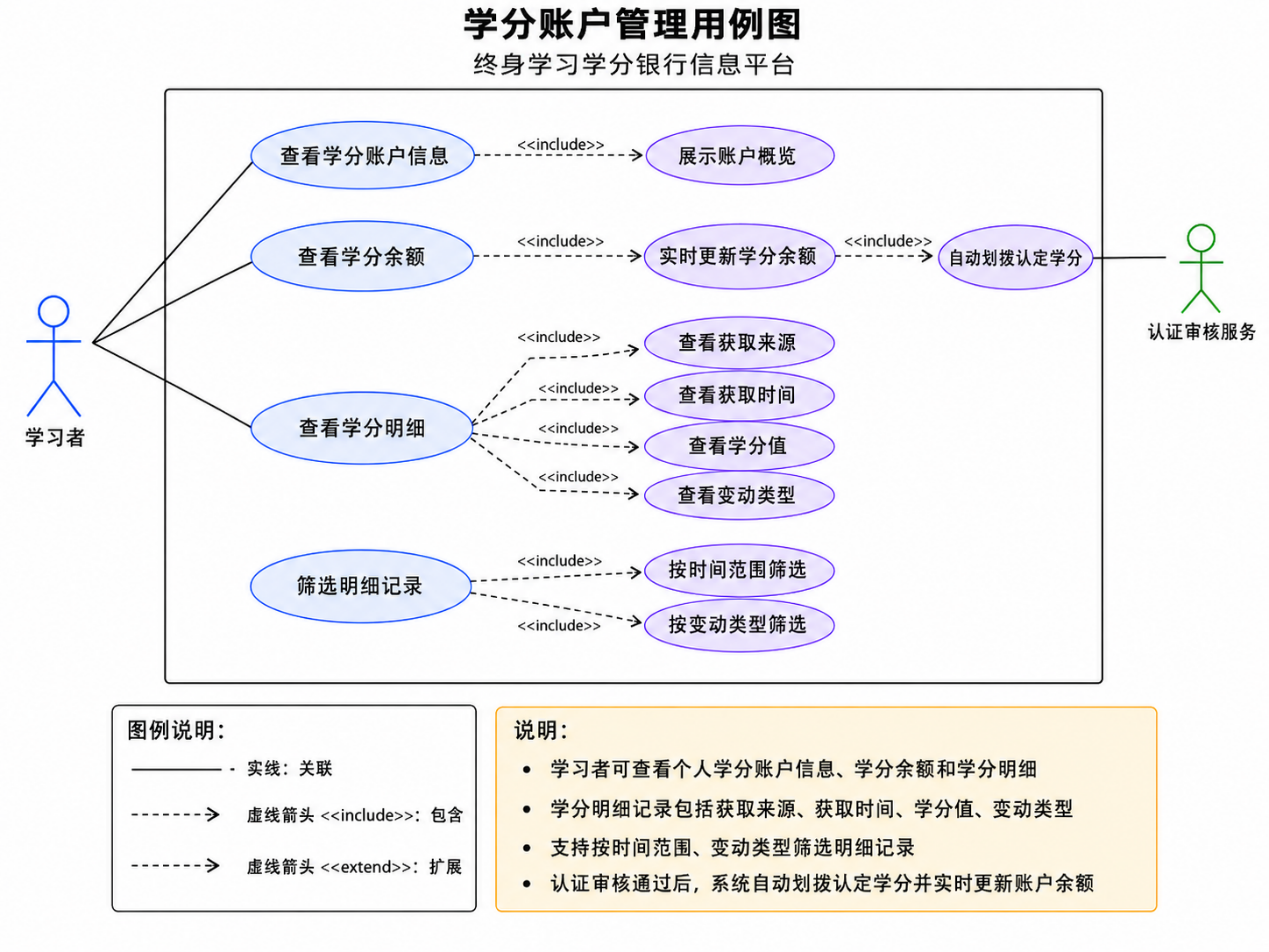 学分账户管理用例图
终身学习学分银行信息平台
查看学分账户信息
<<include>>
展示账户概览
查看学分余额
<<include>>
实时更新学分余额
<<include>>
自动划拨认定学分
认证审核服务
学习者
查看学分明细
<<include>>
查看获取来源
<<include>>
查看获取时间
<<include>>
查看学分值
<<include>>
查看变动类型
筛选明细记录
<<include>>
按时间范围筛选
<<include>>
按变动类型筛选
图例说明：
实线：关联
虚线箭头 <<include>>：包含
虚线箭头 <<extend>>：扩展
说明：
• 学习者可查看个人学分账户信息、学分余额和学分明细
• 学分明细记录包括获取来源、获取时间、学分值、变动类型
• 支持按时间范围、变动类型筛选明细记录
• 认证审核通过后，系统自动划拨认定学分并实时更新账户余额